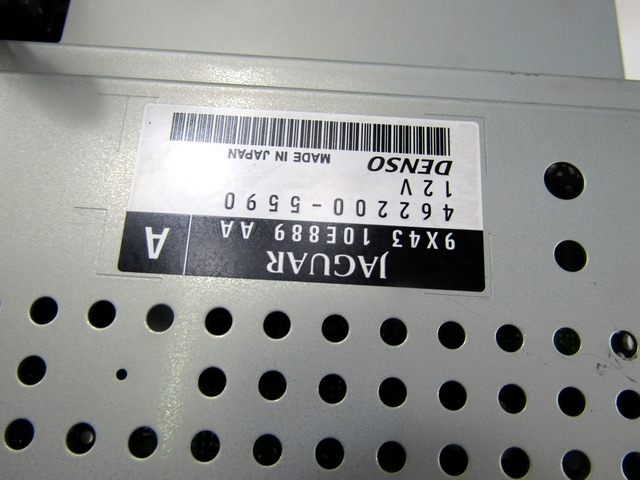 JAGUAR
9X43 10E889 AA
A
462200-5590
12V
DENSO
MADE IN JAPAN